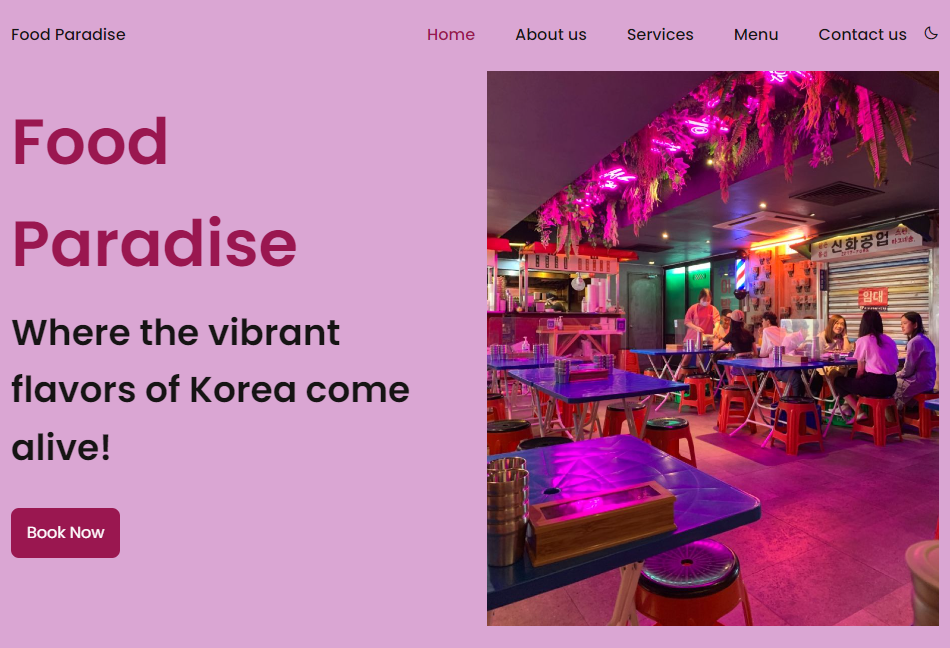 Food Paradise
Home
About us
Services
Menu
Contact us
Food
Paradise
Where the vibrant
flavors of Korea come
alive!
Book Now
신화공업
임대